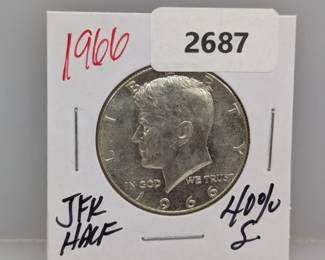 1966
2687
LIBERTY
IN GOD WE TRUST
1966
JFK
HALF
40%
S